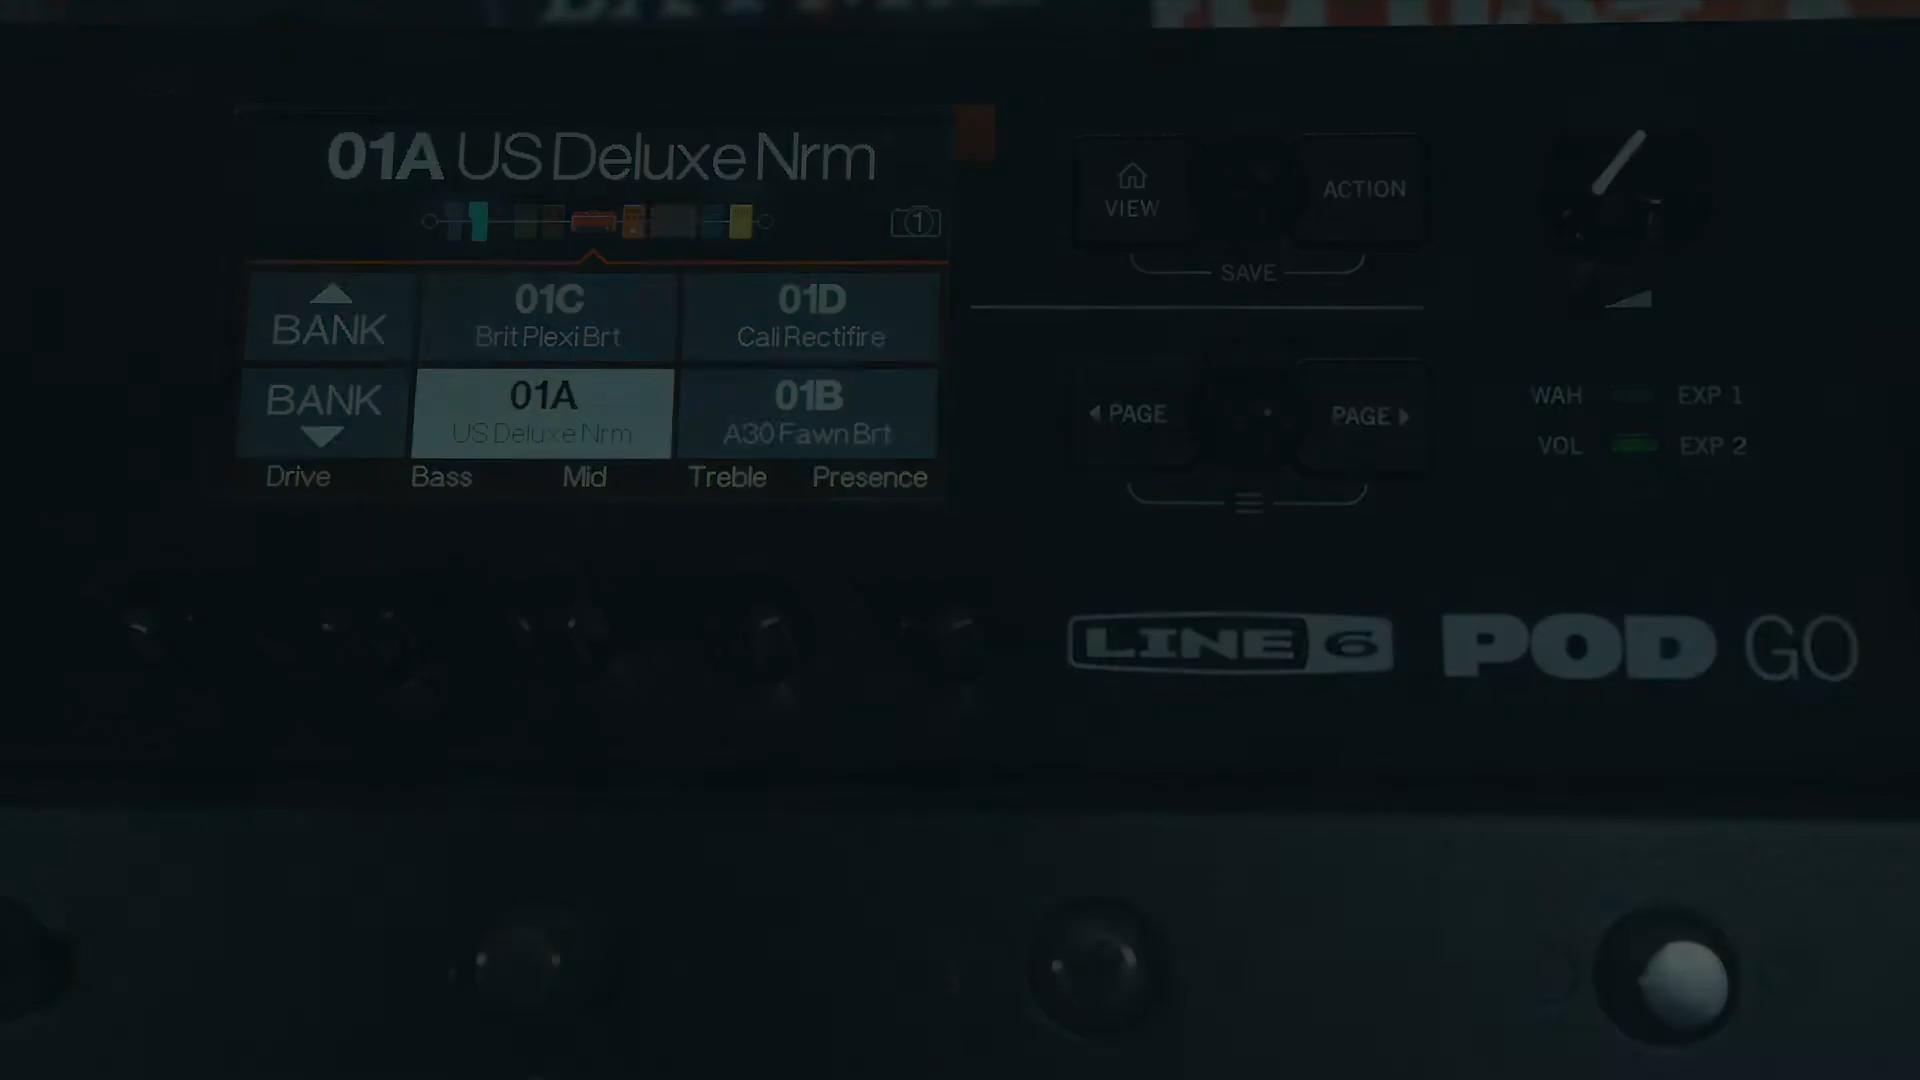 01A US Deluxe Nrm
1
BANK
01C
Brit Plexi Brt
01D
Cali Rectifire
BANK
01A
US Deluxe Nrm
01B
A30 Fawn Brt
Drive Bass Mid Treble Presence
VIEW
ACTION
SAVE
PAGE
PAGE
WAH EXP 1
VOL EXP 2
LINE 6 POD GO